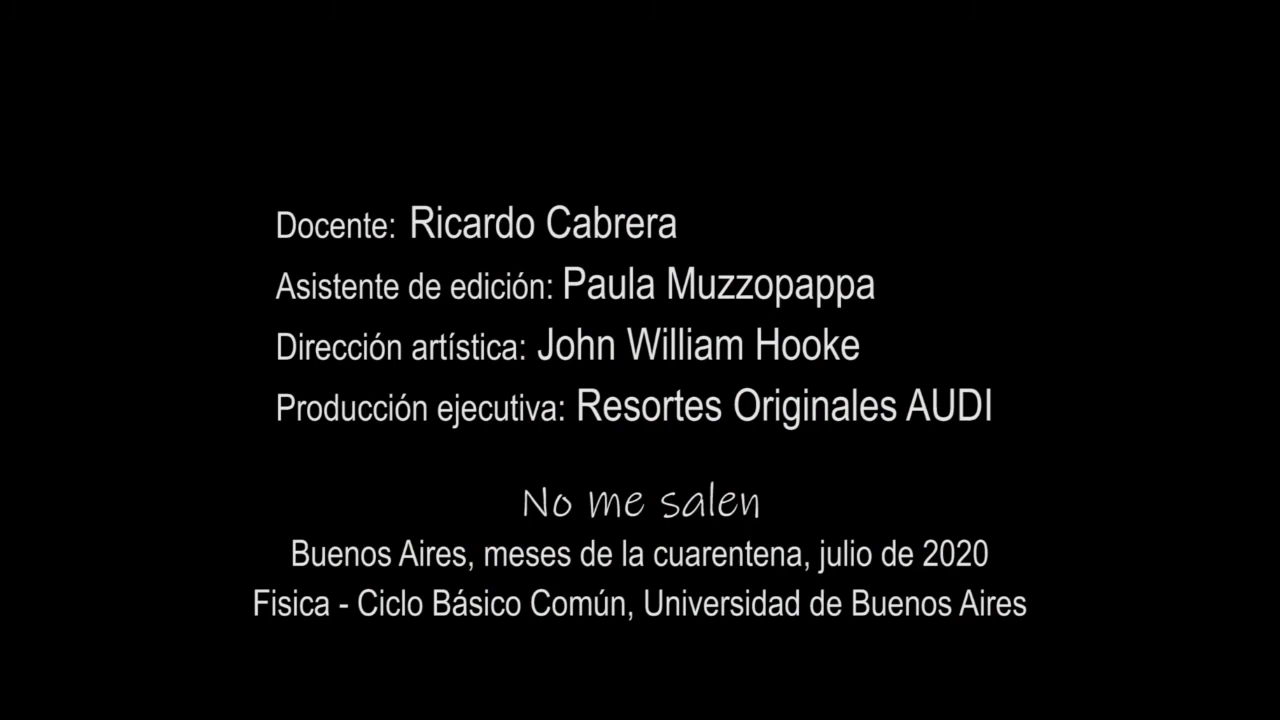 Docente: Ricardo Cabrera
Asistente de edición: Paula Muzzopappa
Dirección artística: John William Hooke
Producción ejecutiva: Resortes Originales AUDI
No me salen
Buenos Aires, meses de la cuarentena, julio de 2020
Fisica - Ciclo Básico Común, Universidad de Buenos Aires